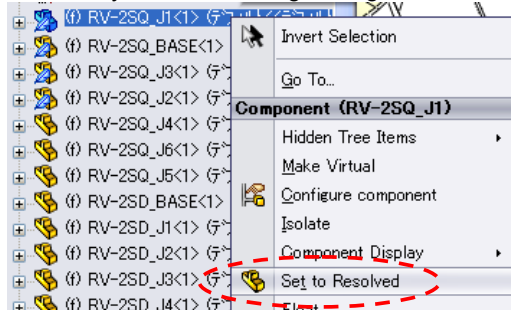 (f) RV-2SQ_J1<1> (デ
Invert Selection
(f) RV-2SQ_BASE<1>
(f) RV-2SQ_J3<1> (デ
Go To...
(f) RV-2SQ_J2<1> (デ
Component (RV-2SQ_J1)
(f) RV-2SQ_J4<1> (デ
Hidden Tree Items
(f) RV-2SQ_J6<1> (デ
Make Virtual
(f) RV-2SQ_J5<1> (デ
Configure component
(f) RV-2SD_BASE<1>
Isolate
(f) RV-2SD_J1<1> (デ
(f) RV-2SD_J2<1> (デ
Component Display
(f) RV-2SD_J3<1> (デ
Set to Resolved
(f) RV-2SD_J4<1> (デ
Float